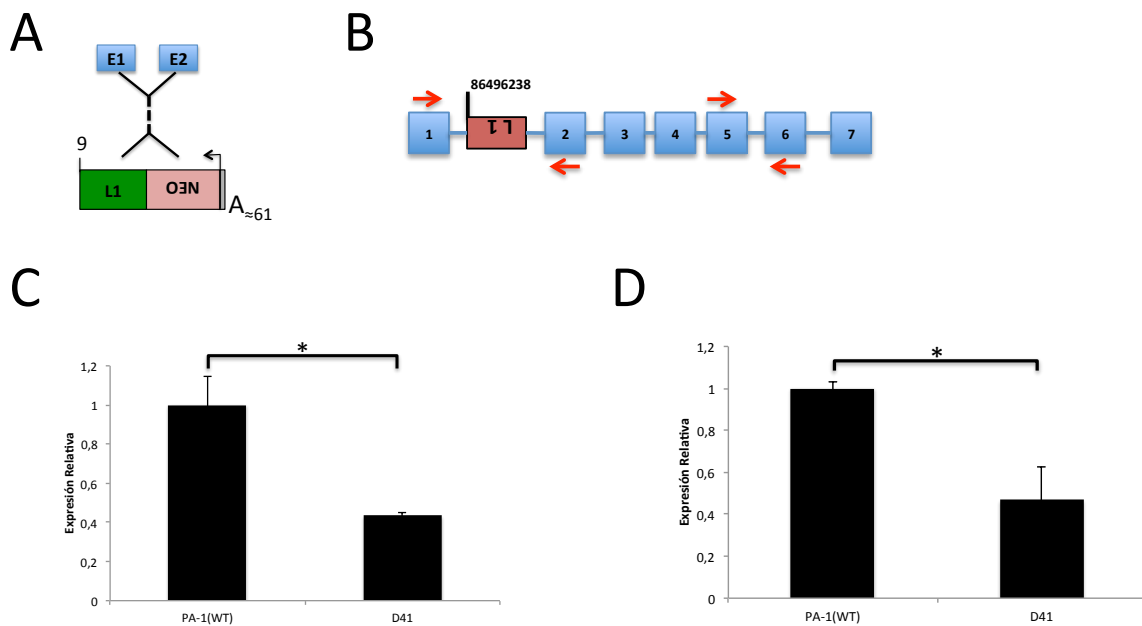 A
E1 E2
9
L1 NEO
A≈61
B
86496238
1 L1 2 3 4 5 6 7
C
*
1,2
1
0,8
0,6
0,4
0,2
0
Expresión Relativa
PA-1(WT) D41
D
*
1,2
1
0,8
0,6
0,4
0,2
0
Expresión Relativa
PA-1(WT) D41